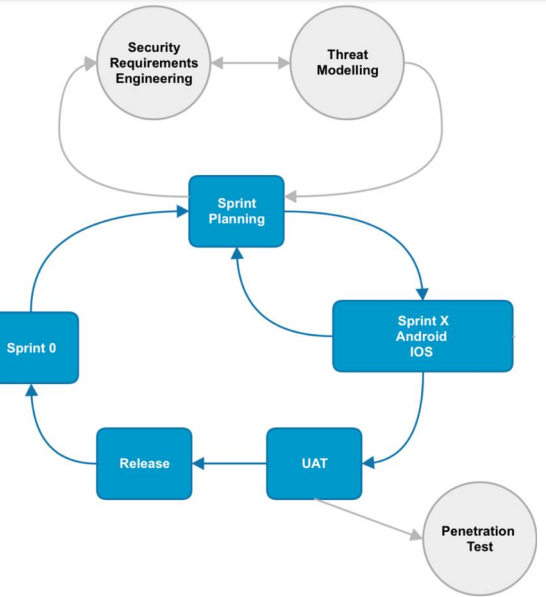 Security
Requirements
Engineering
Threat
Modelling
Sprint
Planning
Sprint X
Android
IOS
Sprint 0
Release
UAT
Penetration
Test